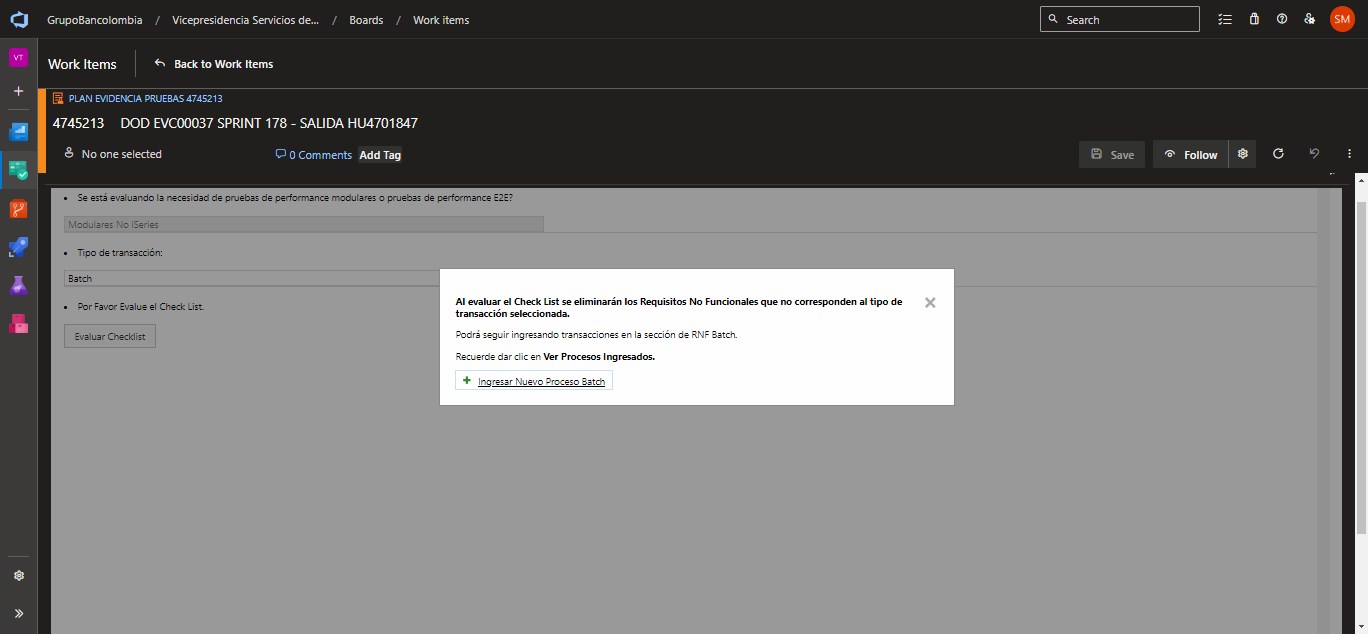 GrupoBancolombia / Vicepresidencia Servicios de... / Boards / Work items
Search
SM
VT
Work Items
Back to Work Items
PLAN EVIDENCIA PRUEBAS 4745213
4745213 DOD EVC00037 SPRINT 178 - SALIDA HU4701847
No one selected
0 Comments
Add Tag
Save
Follow
• Se está evaluando la necesidad de pruebas de performance modulares o pruebas de performance E2E?
Modulares No iSeries
• Tipo de transacción:
Batch
• Por Favor Evalue el Check List.
Evaluar Checklist
Al evaluar el Check List se eliminarán los Requisitos No Funcionales que no corresponden al tipo de
transacción seleccionada.
Podrá seguir ingresando transacciones en la sección de RNF Batch.
Recuerde dar clic en Ver Procesos Ingresados.
Ingresar Nuevo Proceso Batch